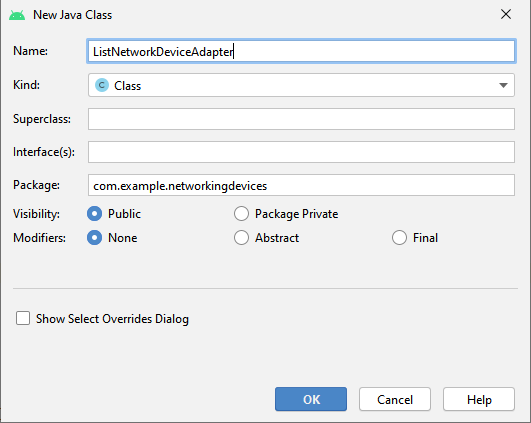 New Java Class
Name: ListNetworkDeviceAdapter
Kind: C Class
Superclass:
Interface(s):
Package: com.example.networkingdevices
Visibility: Public Package Private
Modifiers: None Abstract Final
Show Select Overrides Dialog
OK Cancel Help